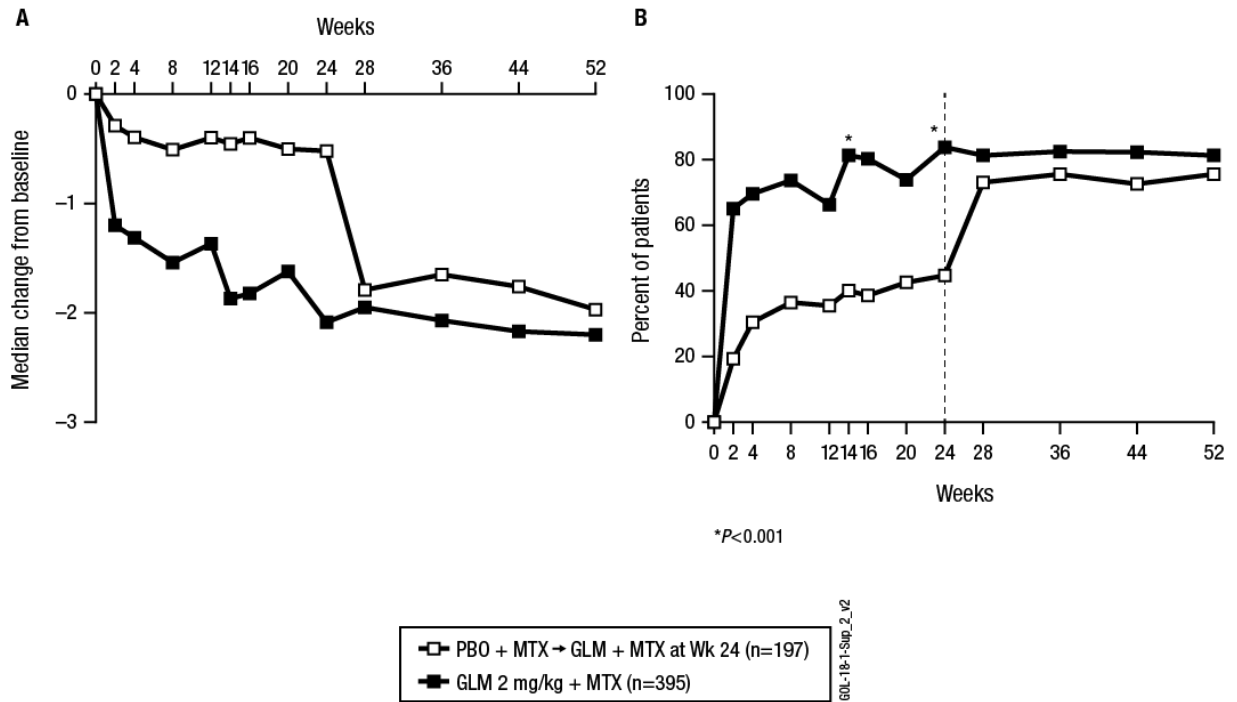 A
Weeks
0 2 4 8 12 14 16 20 24 28 36 44 52
0
–1
–2
–3
Median change from baseline
B
100
80
60
40
20
0
Percent of patients
* *
0 2 4 8 12 14 16 20 24 28 36 44 52
Weeks
*P<0.001
PBO + MTX → GLM + MTX at Wk 24 (n=197)
GLM 2 mg/kg + MTX (n=395)
GOL-18-1-Sup_2_v2